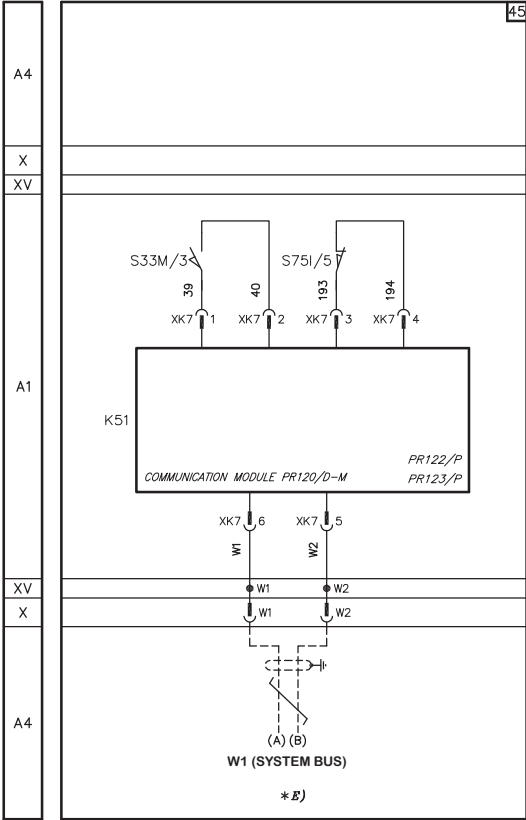 45
A4
X
XV
S33M/3
S75I/5
39
40
193
194
XK7 1
XK7 2
XK7 3
XK7 4
A1
K51
PR122/P
COMMUNICATION MODULE PR120/D-M
PR123/P
XK7 6
XK7 5
W1
W2
XV
W1
W2
X
W1
W2
A4
(A) (B)
W1 (SYSTEM BUS)
*E)